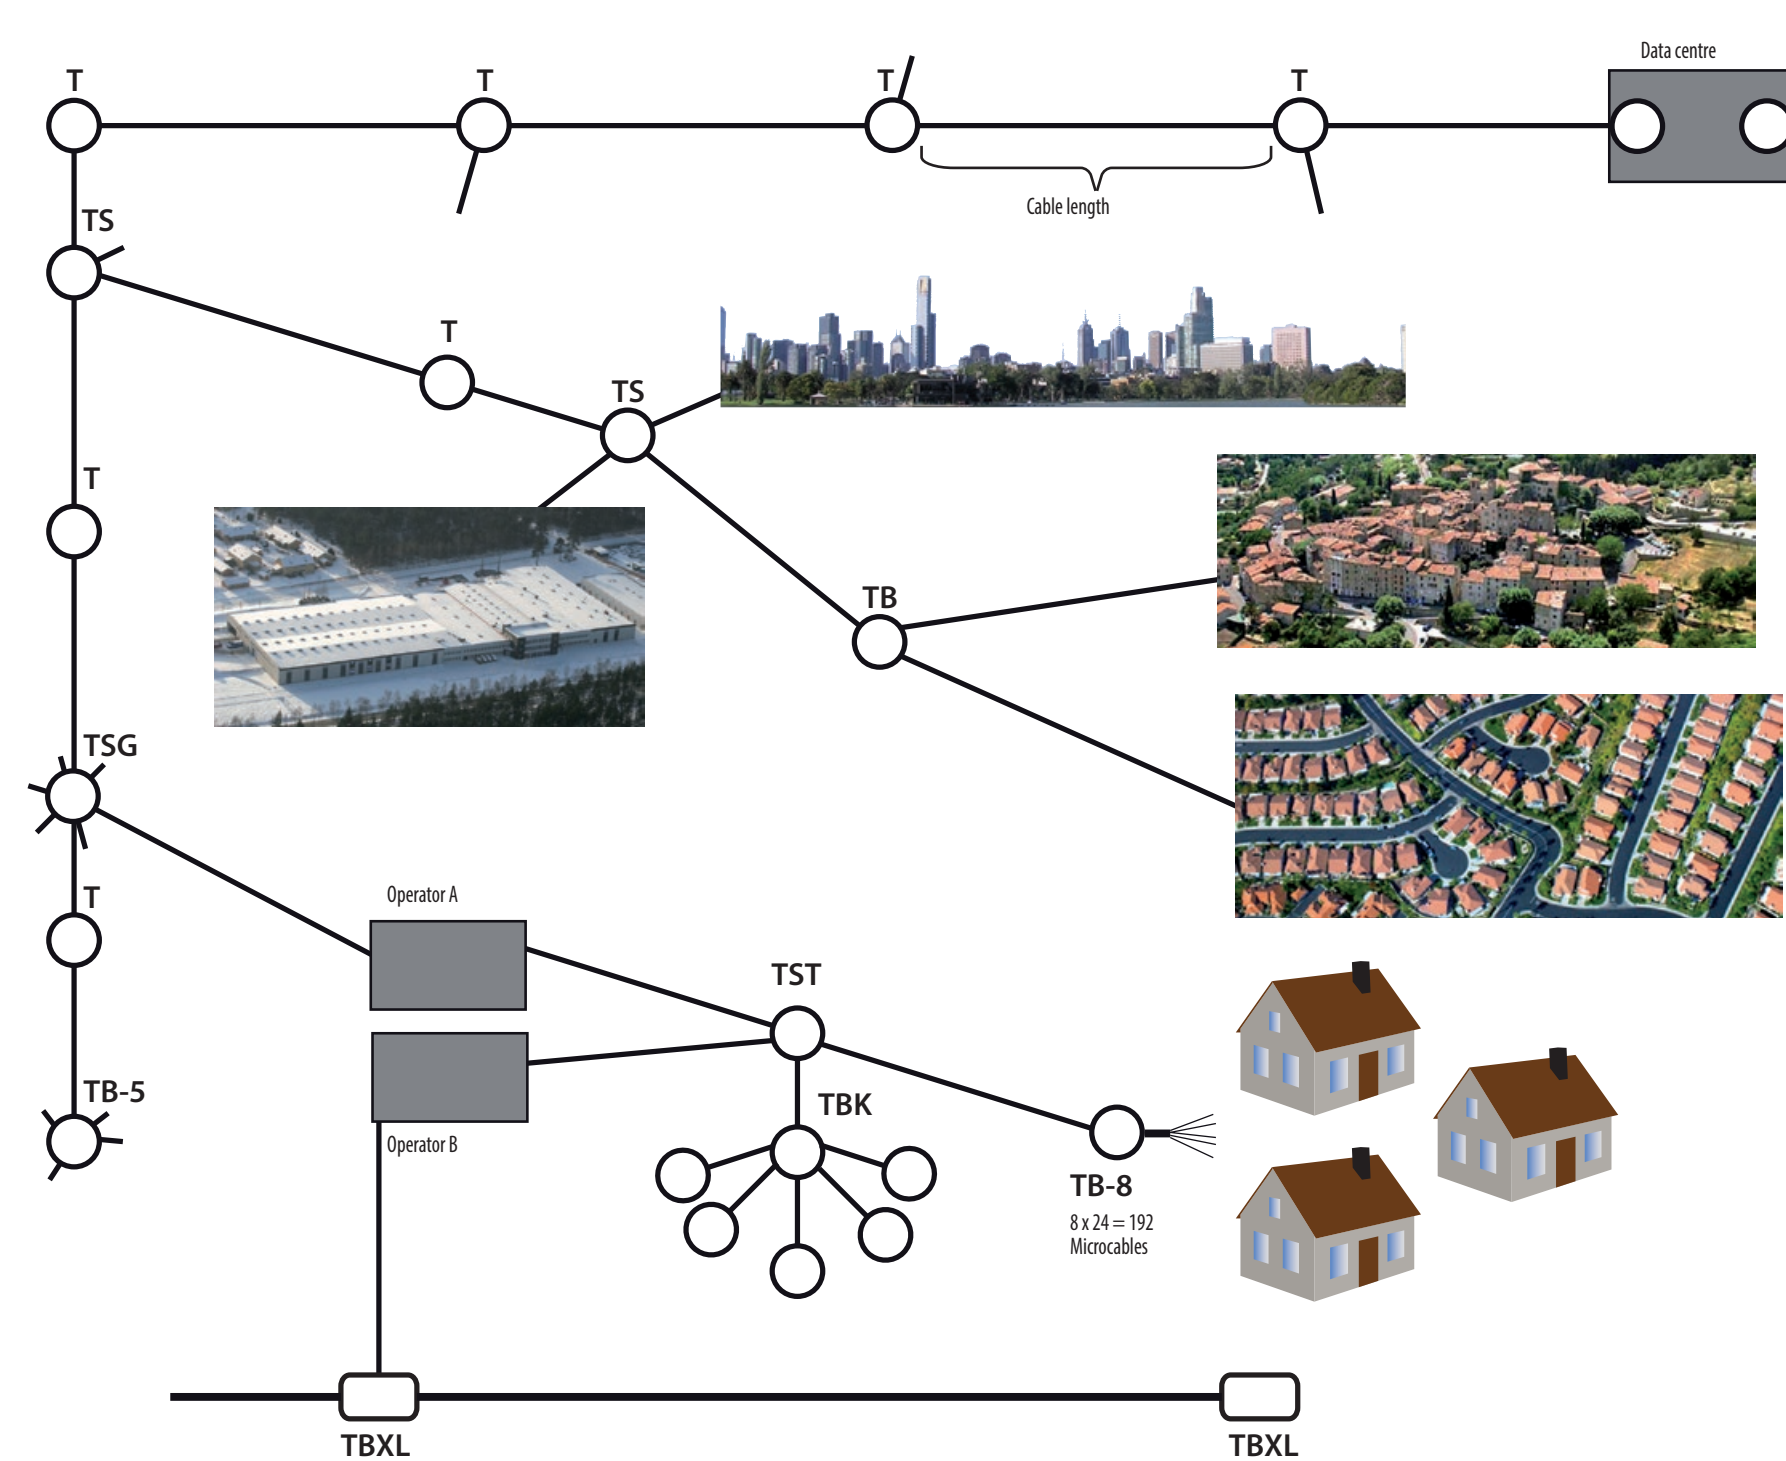 Data centre
T
T
T
T
Cable length
TS
T
TS
T
TB
TSG
T
Operator A
TST
TB-5
TBK
Operator B
TB-8
8 x 24 = 192
Microcables
TBXL
TBXL